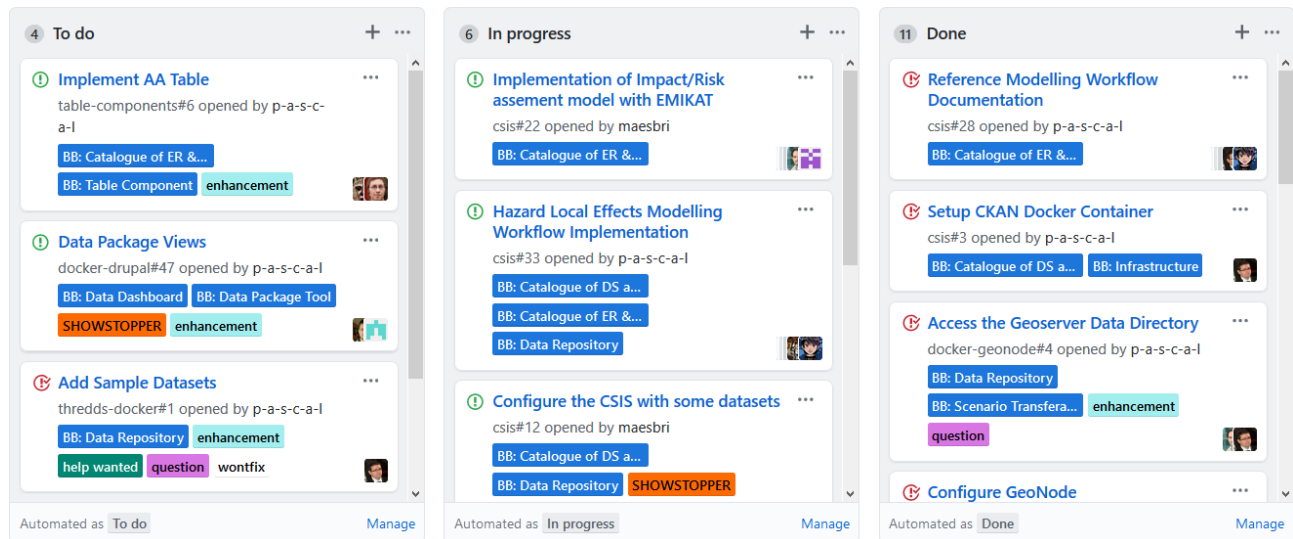 4 To do
Implement AA Table
table-components#6 opened by p-a-s-c-
a-l
BB: Catalogue of ER &...
BB: Table Component enhancement
Data Package Views
docker-drupal#47 opened by p-a-s-c-a-l
BB: Data Dashboard BB: Data Package Tool
SHOWSTOPPER enhancement
Add Sample Datasets
thredds-docker#1 opened by p-a-s-c-a-l
BB: Data Repository enhancement
help wanted question wontfix
Automated as To do Manage
6 In progress
Implementation of Impact/Risk
assement model with EMIKAT
csis#22 opened by maesbri
BB: Catalogue of ER &...
Hazard Local Effects Modelling
Workflow Implementation
csis#33 opened by p-a-s-c-a-l
BB: Catalogue of DS a...
BB: Catalogue of ER &...
BB: Data Repository
Configure the CSIS with some datasets
csis#12 opened by maesbri
BB: Catalogue of DS a...
BB: Data Repository SHOWSTOPPER
Automated as In progress Manage
11 Done
Reference Modelling Workflow
Documentation
csis#28 opened by p-a-s-c-a-l
BB: Catalogue of ER &...
Setup CKAN Docker Container
csis#3 opened by p-a-s-c-a-l
BB: Catalogue of DS a... BB: Infrastructure
Access the Geoserver Data Directory
docker-geonode#4 opened by p-a-s-c-a-l
BB: Data Repository
BB: Scenario Transfera... enhancement
question
Configure GeoNode
Automated as Done Manage